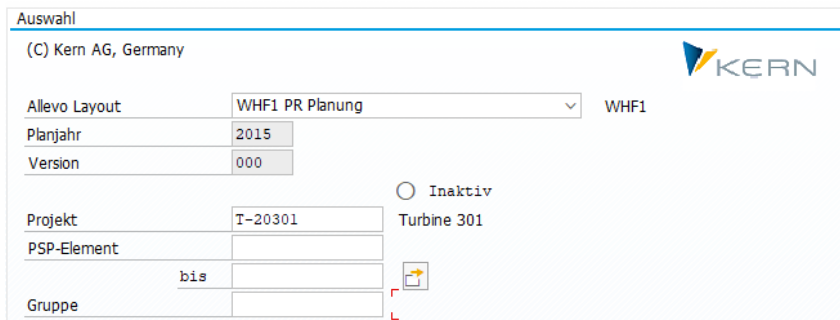 Auswahl
(C) Kern AG, Germany
KERN
Allevo Layout WHF1 PR Planung WHF1
Planjahr 2015
Version 000
Inaktiv
Projekt T-20301 Turbine 301
PSP-Element
bis
Gruppe